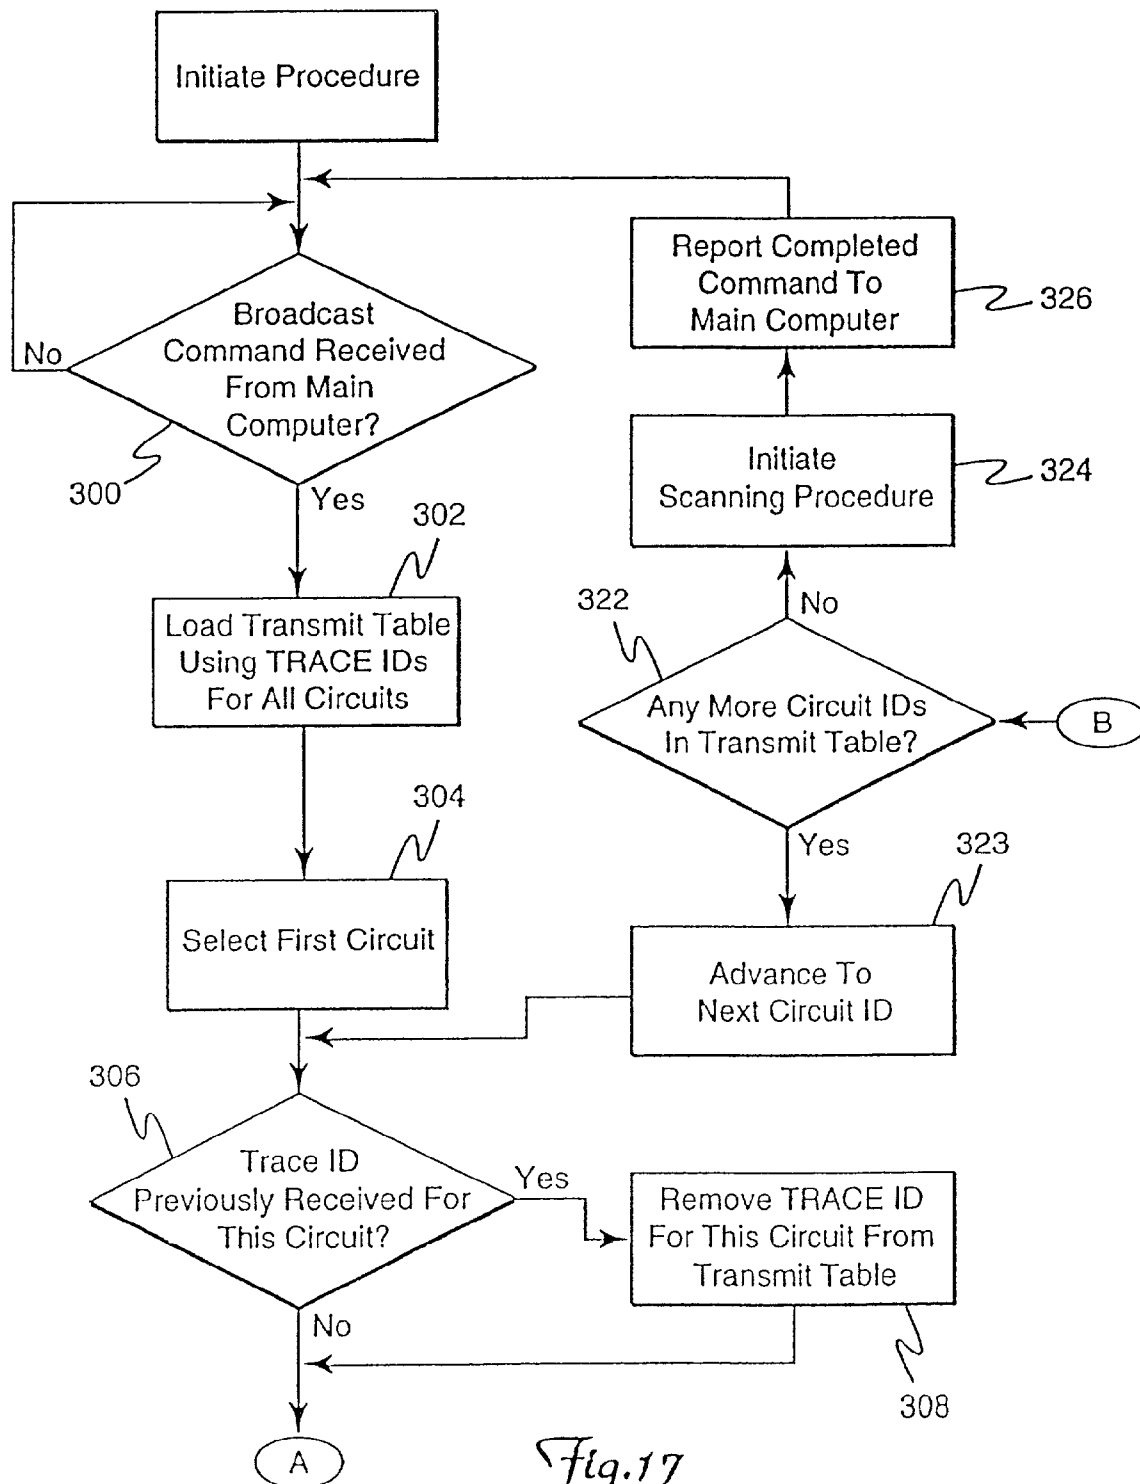 Initiate Procedure
Broadcast
Command Received
From Main
Computer?
No
300
Yes
302
Load Transmit Table
Using TRACE IDs
For All Circuits
304
Select First Circuit
306
Trace ID
Previously Received For
This Circuit?
Yes
No
Remove TRACE ID
For This Circuit From
Transmit Table
308
A
Report Completed
Command To
Main Computer
326
Initiate
Scanning Procedure
324
No
322
Any More Circuit IDs
In Transmit Table?
B
Yes
323
Advance To
Next Circuit ID
Fig.17